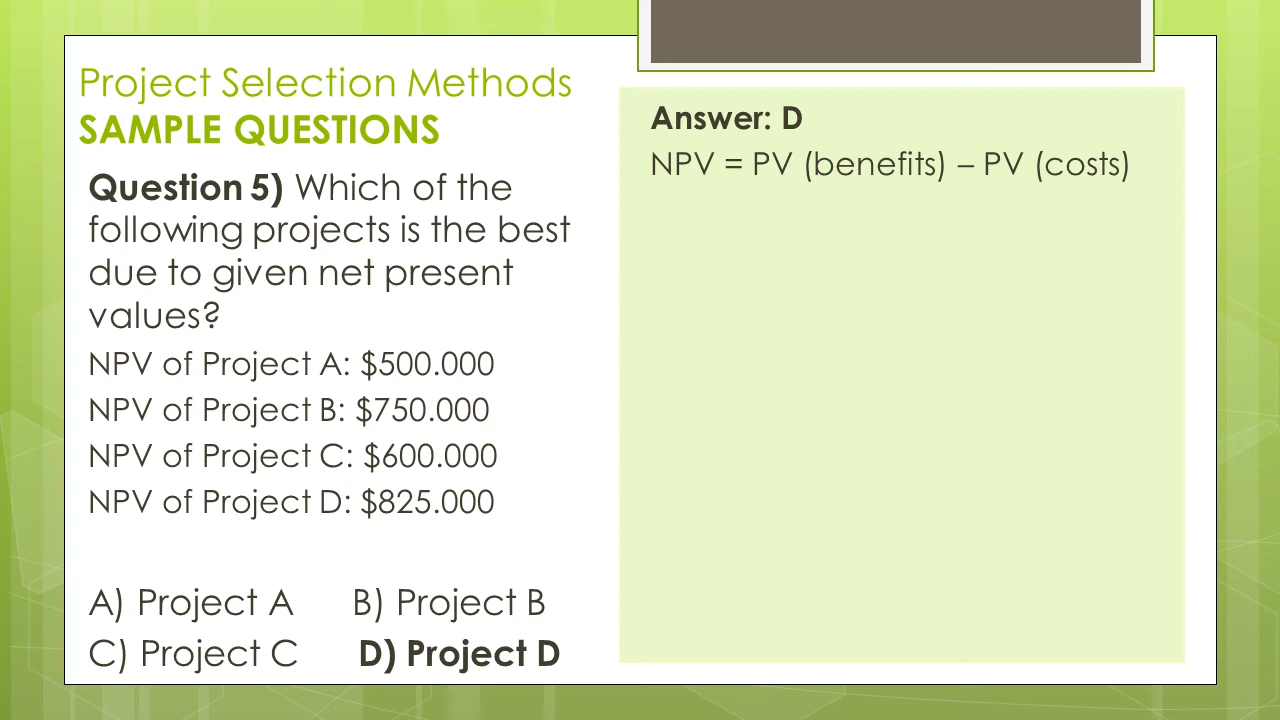 Project Selection Methods
SAMPLE QUESTIONS
Question 5) Which of the
following projects is the best
due to given net present
values?
NPV of Project A: $500.000
NPV of Project B: $750.000
NPV of Project C: $600.000
NPV of Project D: $825.000
A) Project A B) Project B
C) Project C D) Project D
Answer: D
NPV = PV (benefits) – PV (costs)